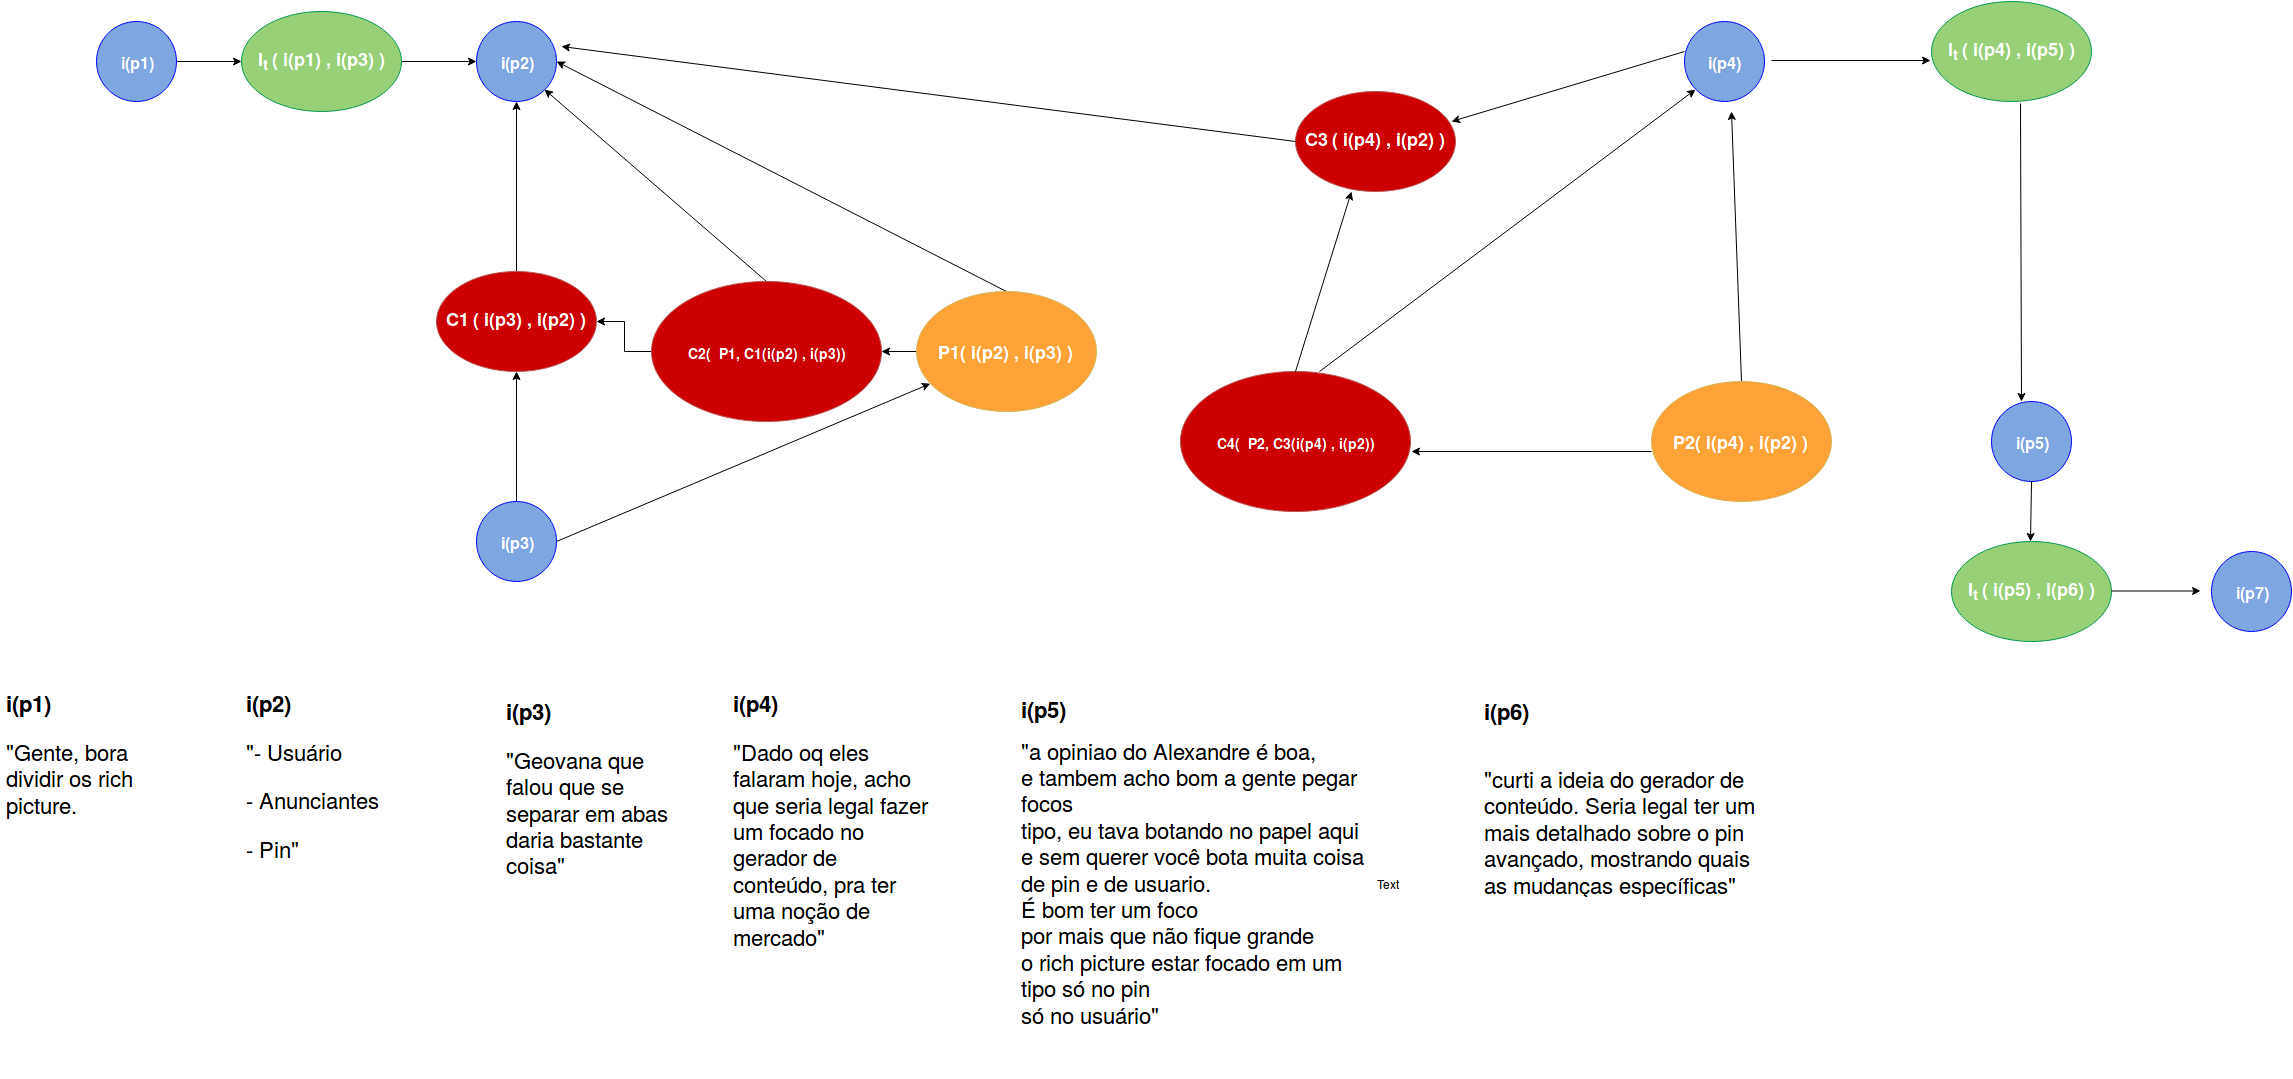 i(p1)
It ( i(p1) , i(p3) )
i(p2)
i(p4)
It ( i(p4) , i(p5) )
C3 ( i(p4) , i(p2) )
C1 ( i(p3) , i(p2) )
C2( P1, C1(i(p2) , i(p3))
P1( i(p2) , i(p3) )
C4( P2, C3(i(p4) , i(p2))
P2( i(p4) , i(p2) )
i(p5)
i(p3)
It ( i(p5) , i(p6) )
i(p7)
i(p1)
"Gente, bora
dividir os rich
picture.
i(p2)
"- Usuário
- Anunciantes
- Pin"
i(p3)
"Geovana que
falou que se
separar em abas
daria bastante
coisa"
i(p4)
"Dado oq eles
falaram hoje, acho
que seria legal fazer
um focado no
gerador de
conteúdo, pra ter
uma noção de
mercado"
i(p5)
"a opiniao do Alexandre é boa,
e tambem acho bom a gente pegar
focos
tipo, eu tava botando no papel aqui
e sem querer você bota muita coisa
de pin e de usuario.
É bom ter um foco
por mais que não fique grande
o rich picture estar focado em um
tipo só no pin
só no usuário"
Text
i(p6)
"curti a ideia do gerador de
conteúdo. Seria legal ter um
mais detalhado sobre o pin
avançado, mostrando quais
as mudanças específicas"